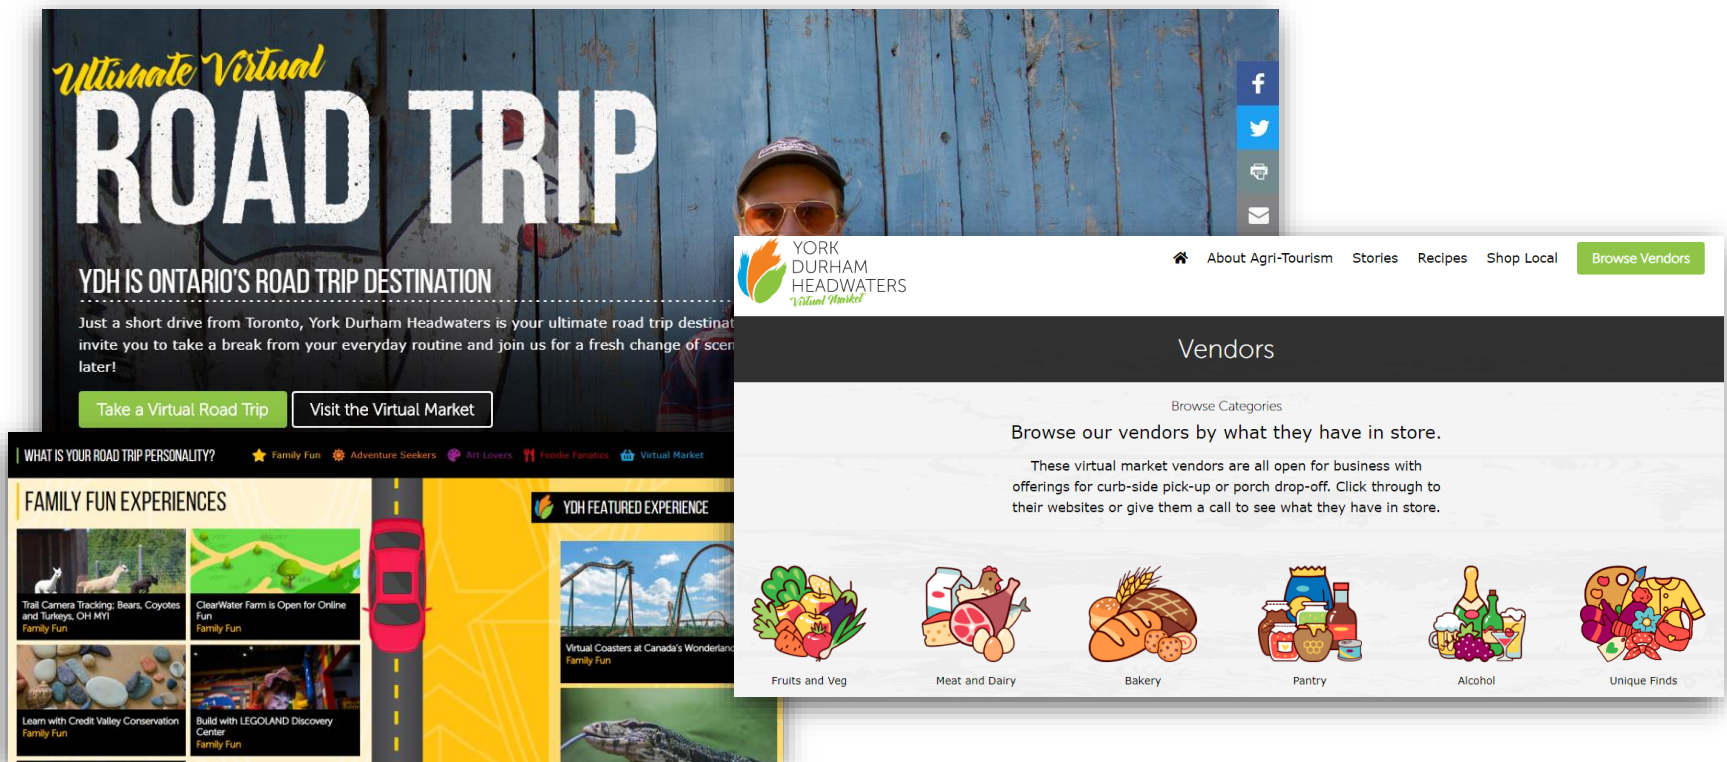 Ultimate Virtual
ROAD TRIP
YDH IS ONTARIO'S ROAD TRIP DESTINATION
Just a short drive from Toronto, York Durham Headwaters is your ultimate road trip
invite you to take a break from your everyday routine and join us for a fresh change of
later!
Take a Virtual Road Trip
Visit the Virtual Market
WHAT IS YOUR ROAD TRIP PERSONALITY?
Family Fun
Adventure Seekers
Art Lovers
Foodie Fanatics
Virtual Market
FAMILY FUN EXPERIENCES
Trail Camera Tracking; Bears, Coyotes
and Turkeys, OH MY!
Family Fun
ClearWater Farm is Open for Online
Fun
Family Fun
Learn with Credit Valley Conservation
Family Fun
Build with LEGOLAND Discovery
Center
Family Fun
YDH FEATURED EXPERIENCE
Virtual Coasters at Canada's
Family Fun
YORK
DURHAM
HEADWATERS
Virtual Market
About Agri-Tourism
Stories
Recipes
Shop Local
Browse Vendors
Vendors
Browse Categories
Browse our vendors by what they have in store.
These virtual market vendors are all open for business with
offerings for curb-side pick-up or porch drop-off. Click through to
their websites or give them a call to see what they have in store.
Fruits and Veg
Meat and Dairy
Bakery
Pantry
Alcohol
Unique Finds